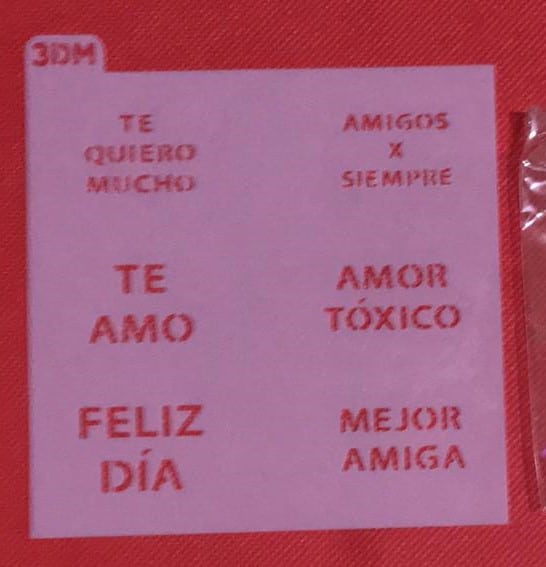 3DM
TE
QUIERO
MUCHO
AMIGOS
X
SIEMPRE
TE
AMO
AMOR
TÓXICO
FELIZ
DÍA
MEJOR
AMIGA